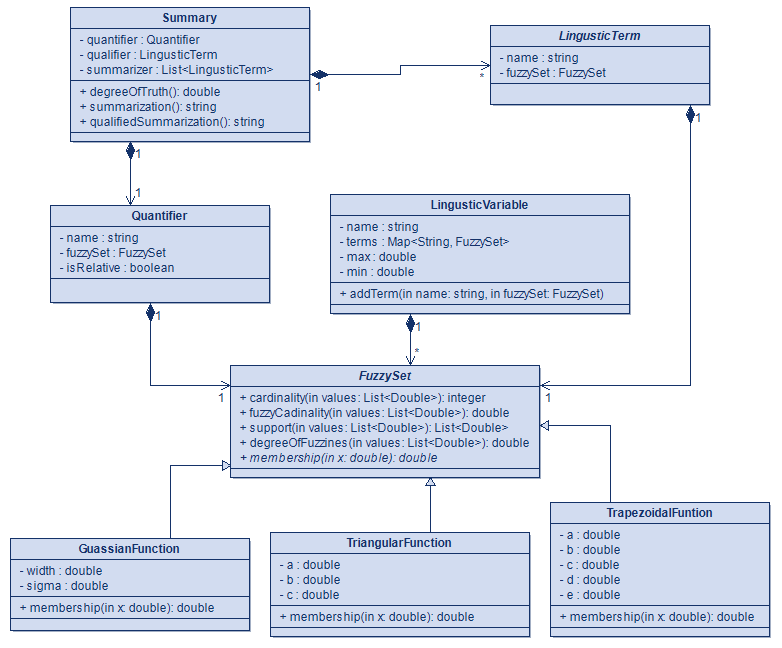 Summary
- quantifier : Quantifier
- qualifier : LingusticTerm
- summarizer : List<LingusticTerm>
+ degreeOfTruth(): double
+ summarization(): string
+ qualifiedSummarization(): string
LingusticTerm
- name : string
- fuzzySet : FuzzySet
1
*
1
1
1
Quantifier
- name : string
- fuzzySet : FuzzySet
- isRelative : boolean
LingusticVariable
- name : string
- terms : Map<String, FuzzySet>
- max : double
- min : double
+ addTerm(in name: string, in fuzzySet: FuzzySet)
1
1
*
1
1
FuzzySet
+ cardinality(in values: List<Double>): integer
+ fuzzyCadinality(in values: List<Double>): double
+ support(in values: List<Double>): List<Double>
+ degreeOfFuzzines(in values: List<Double>): double
+ membership(in x: double): double
GuassianFunction
- width : double
- sigma : double
+ membership(in x: double): double
TriangularFunction
- a : double
- b : double
- c : double
+ membership(in x: double): double
TrapezoidalFuntion
- a : double
- b : double
- c : double
- d : double
- e : double
+ membership(in x: double): double